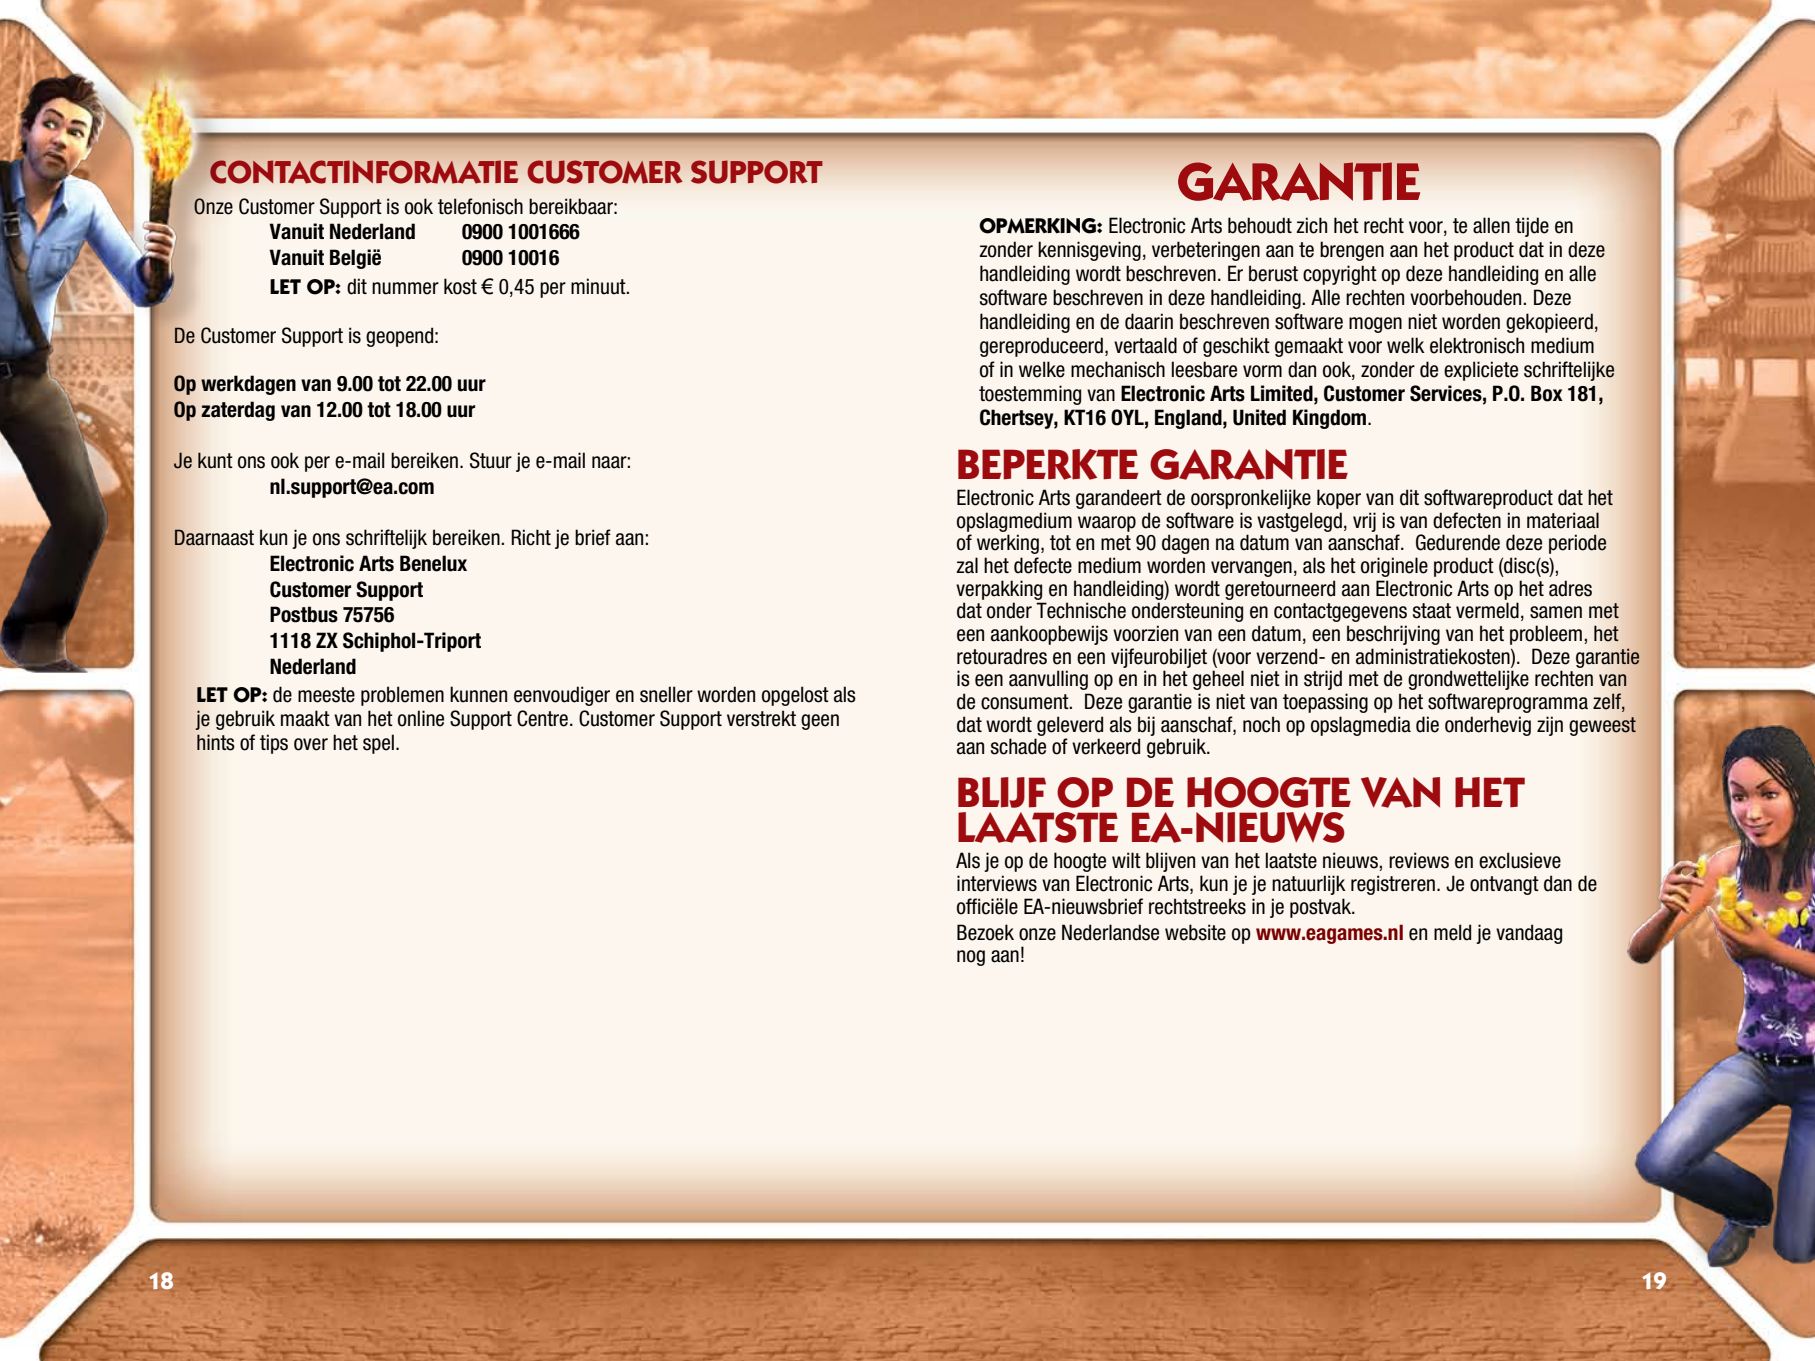 CONTACTINFORMATIE CUSTOMER SUPPORT
Onze Customer Support is ook telefonisch bereikbaar:
Vanuit Nederland 0900 1001666
Vanuit België 0900 10016
LET OP: dit nummer kost € 0,45 per minuut.
De Customer Support is geopend:
Op werkdagen van 9.00 tot 22.00 uur
Op zaterdag van 12.00 tot 18.00 uur
Je kunt ons ook per e-mail bereiken. Stuur je e-mail naar:
nl.support@ea.com
Daarnaast kun je ons schriftelijk bereiken. Richt je brief aan:
Electronic Arts Benelux
Customer Support
Postbus 75756
1118 ZX Schiphol-Triport
Nederland
LET OP: de meeste problemen kunnen eenvoudiger en sneller worden opgelost als
je gebruik maakt van het online Support Centre. Customer Support verstrekt geen
hints of tips over het spel.
18
GARANTIE
OPMERKING: Electronic Arts behoudt zich het recht voor, te allen tijde en
zonder kennisgeving, verbeteringen aan te brengen aan het product dat in deze
handleiding wordt beschreven. Er berust copyright op deze handleiding en alle
software beschreven in deze handleiding. Alle rechten voorbehouden. Deze
handleiding en de daarin beschreven software mogen niet worden gekopieerd,
gereproduceerd, vertaald of geschikt gemaakt voor welk elektronisch medium
of in welke mechanisch leesbare vorm dan ook, zonder de expliciete schriftelijke
toestemming van Electronic Arts Limited, Customer Services, P.O. Box 181,
Chertsey, KT16 0YL, England, United Kingdom.
BEPERKTE GARANTIE
Electronic Arts garandeert de oorspronkelijke koper van dit softwareproduct dat het
opslagmedium waarop de software is vastgelegd, vrij is van defecten in materiaal
of werking, tot en met 90 dagen na datum van aanschaf. Gedurende deze periode
zal het defecte medium worden vervangen, als het originele product (disc(s),
verpakking en handleiding) wordt geretourneerd aan Electronic Arts op het adres
dat onder Technische ondersteuning en contactgegevens staat vermeld, samen met
een aankoopbewijs voorzien van een datum, een beschrijving van het probleem, het
retouradres en een vijfeurobiljet (voor verzend- en administratiekosten). Deze garantie
is een aanvulling op en in het geheel niet in strijd met de grondwettelijke rechten van
de consument. Deze garantie is niet van toepassing op het softwareprogramma zelf,
dat wordt geleverd als bij aanschaf, noch op opslagmedia die onderhevig zijn geweest
aan schade of verkeerd gebruik.
BLIJF OP DE HOOGTE VAN HET
LAATSTE EA-NIEUWS
Als je op de hoogte wilt blijven van het laatste nieuws, reviews en exclusieve
interviews van Electronic Arts, kun je je natuurlijk registreren. Je ontvangt dan de
officiële EA-nieuwsbrief rechtstreeks in je postvak.
Bezoek onze Nederlandse website op www.eagames.nl en meld je vandaag
nog aan!
19